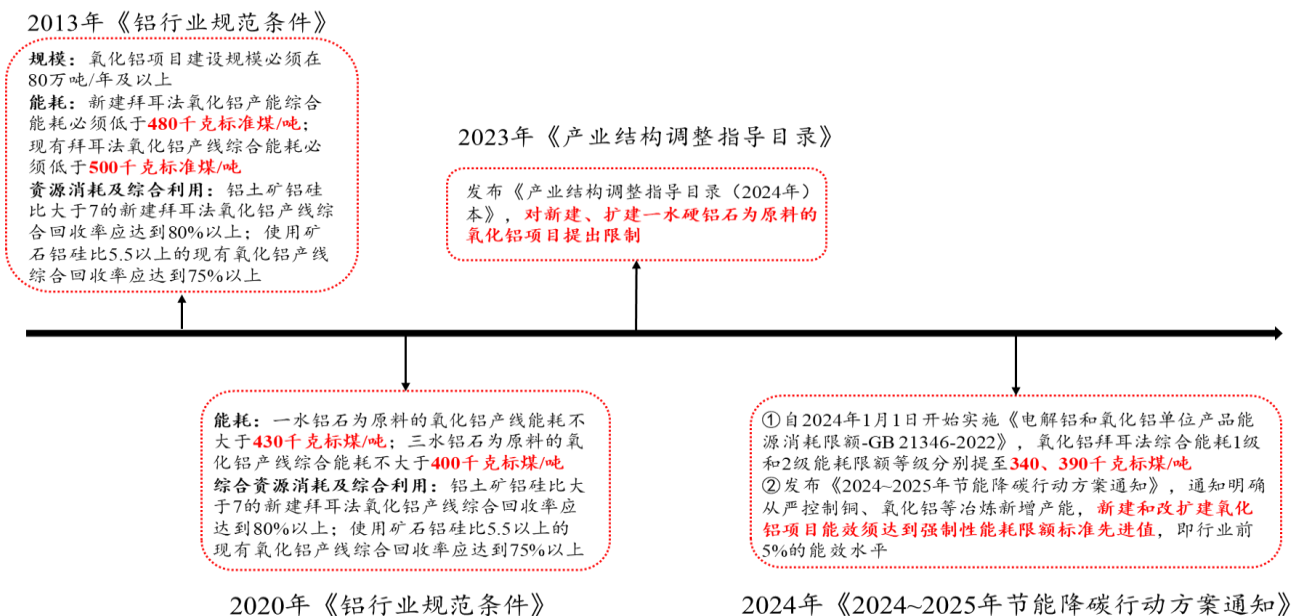 2013年《铝行业规范条件》
规模：氧化铝项目建设规模必须在
80万吨/年及以上
能耗：新建拜耳法氧化铝产能综合
能耗必须低于480千克标准煤/吨；
现有拜耳法氧化铝产线综合能耗必
须低于500千克标准煤/吨
资源消耗及综合利用：铝土矿铝硅
比大于7的新建拜耳法氧化铝产线综
合回收率应达到80%以上；使用矿
石铝硅比5.5以上的现有氧化铝产线
综合回收率应达到75%以上
2023年《产业结构调整指导目录》
发布《产业结构调整指导目录（2024年）
本》，对新建、扩建一水硬铝石为原料的
氧化铝项目提出限制
能耗：一水铝石为原料的氧化铝产线能耗不
大于430千克标煤/吨；三水铝石为原料的氧
化铝产线综合能耗不大于400千克标煤/吨
综合资源消耗及综合利用：铝土矿铝硅比大
于7的新建拜耳法氧化铝产线综合回收率应
达到80%以上；使用矿石铝硅比5.5以上的
现有氧化铝产线综合回收率应达到75%以上
2020年《铝行业规范条件》
①自2024年1月1日开始实施《电解铝和氧化铝单位产品能
源消耗限额-GB 21346-2022》，氧化铝拜耳法综合能耗1级
和2级能耗限额等级分别提至340、390千克标煤/吨
②发布《2024~2025年节能降碳行动方案通知》，通知明确
从严控制铜、氧化铝等冶炼新增产能，新建和改扩建氧化
铝项目能效须达到强制性能耗限额标准先进值，即行业前
5%的能效水平
2024年《2024~2025年节能降碳行动方案通知》